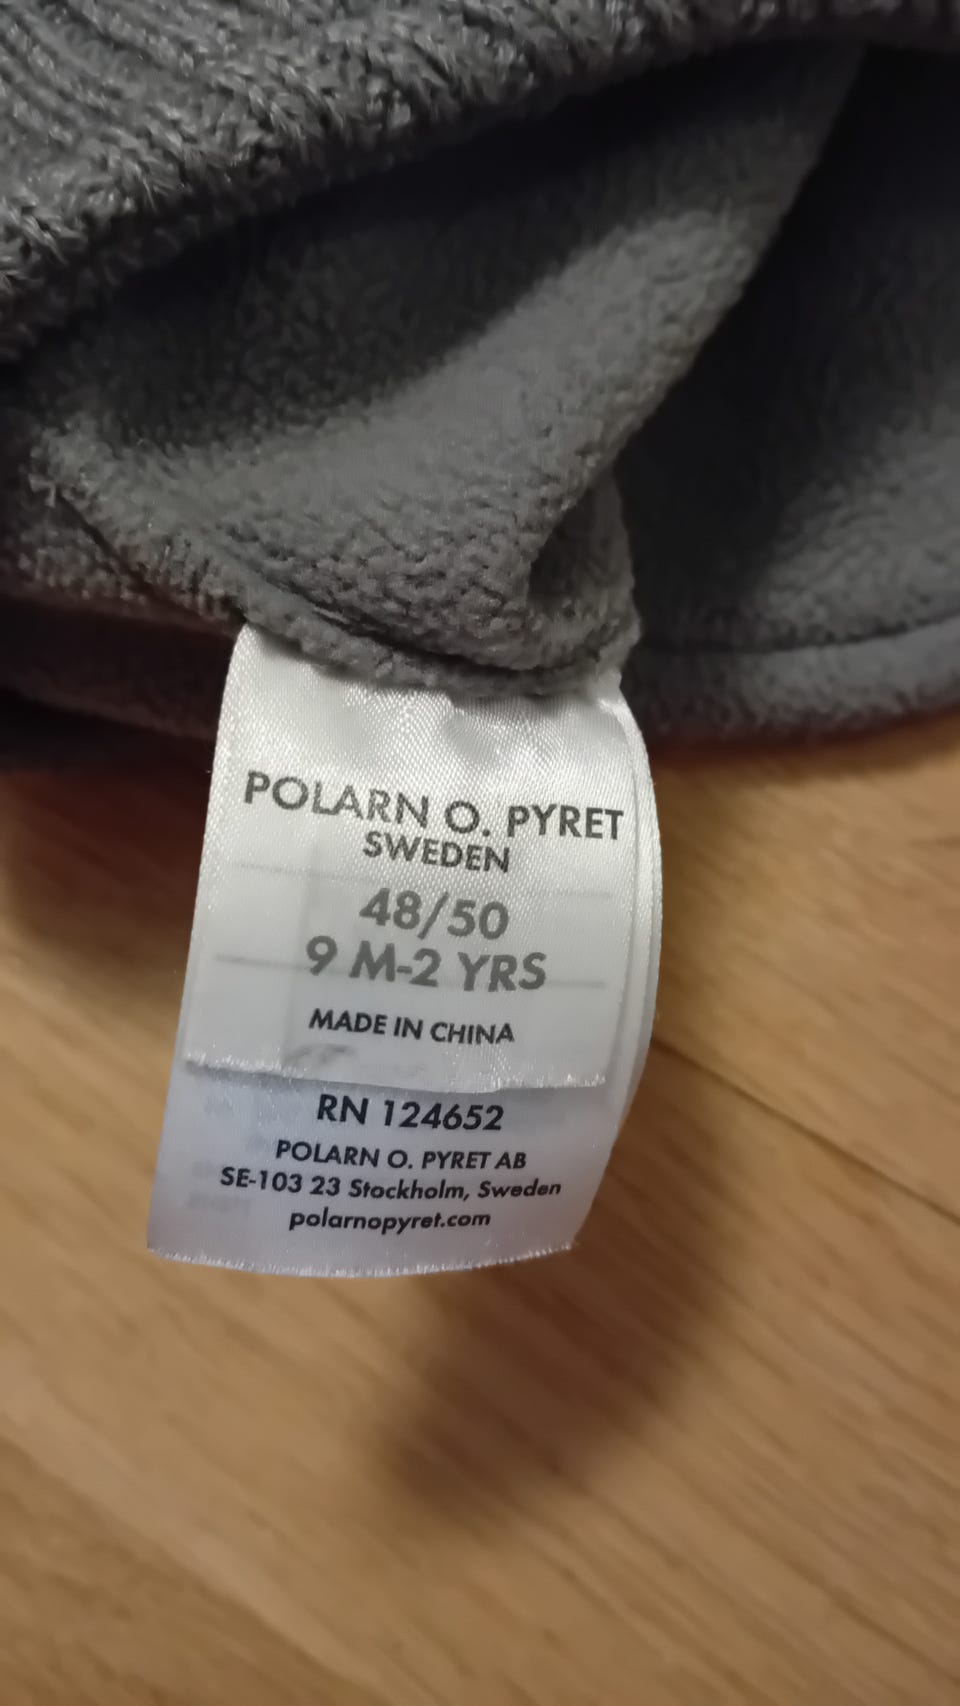 POLARN O. PYRET
SWEDEN
48/50
9 M-2 YRS
MADE IN CHINA
RN 124652
POLARN O. PYRET AB
SE-103 23 Stockholm, Sweden
polarnopyret.com